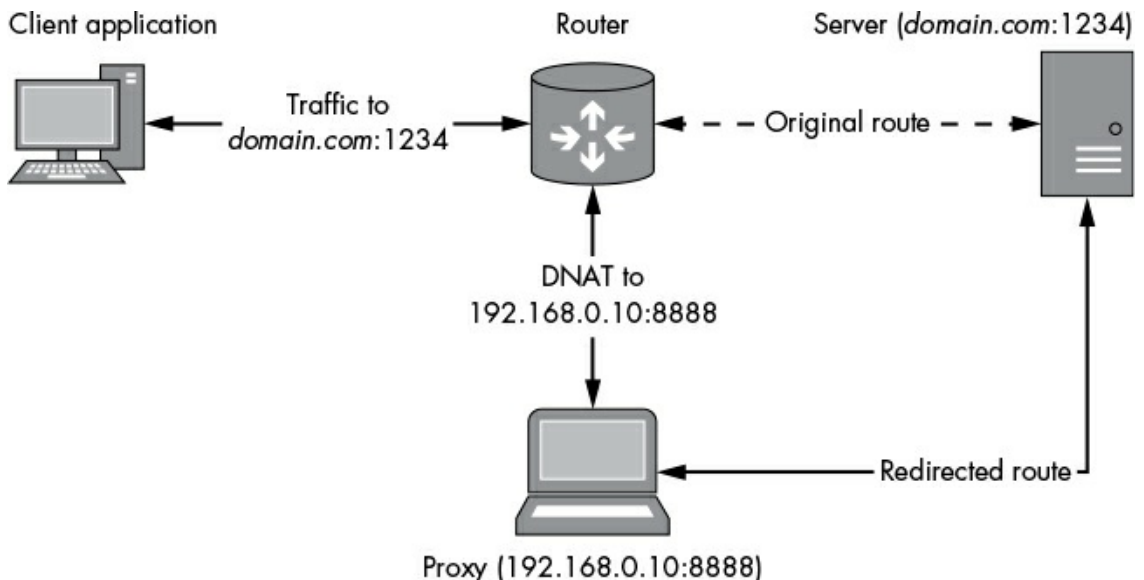 Client application
Router
Server (domain.com:1234)
Traffic to
domain.com:1234
Original route
DNAT to
192.168.0.10:8888
Redirected route
Proxy (192.168.0.10:8888)